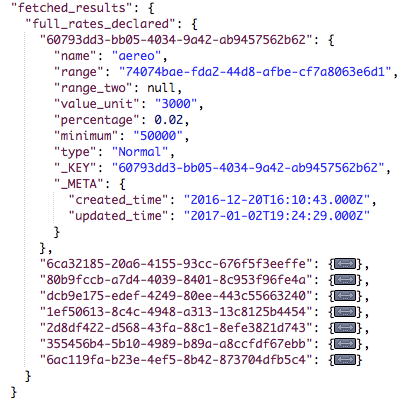 "fetched_results": {
"full_rates_declared": {
"60793dd3-bb05-4034-9a42-ab9457562b62": {
"name": "aereo",
"range": "74074bae-fda2-44d8-afbe-cf7a8063e6d1",
"range_two": null,
"value_unit": "3000",
"percentage": 0.02,
"minimum": "50000",
"type": "Normal",
"_KEY": "60793dd3-bb05-4034-9a42-ab9457562b62",
"_META": {
"created_time": "2016-12-20T16:10:43.000Z",
"updated_time": "2017-01-02T19:24:29.000Z"
}
},
"6ca32185-20a6-4155-93cc-676f5f3eeffe": {↔},
"80b9fccb-a7d4-4039-8401-8c953f96fe4a": {↔},
"dcb9e175-edef-4249-80ee-443c55663240": {↔},
"1ef50613-8c4c-4948-a313-13c8125b4454": {↔},
"2d8df422-d568-43fa-88c1-8efe3821d743": {↔},
"355456b4-5b10-4989-b89a-a8ccfdf67ebb": {↔},
"6ac119fa-b23e-4ef5-8b42-873704dfb5c4": {↔}
}
}